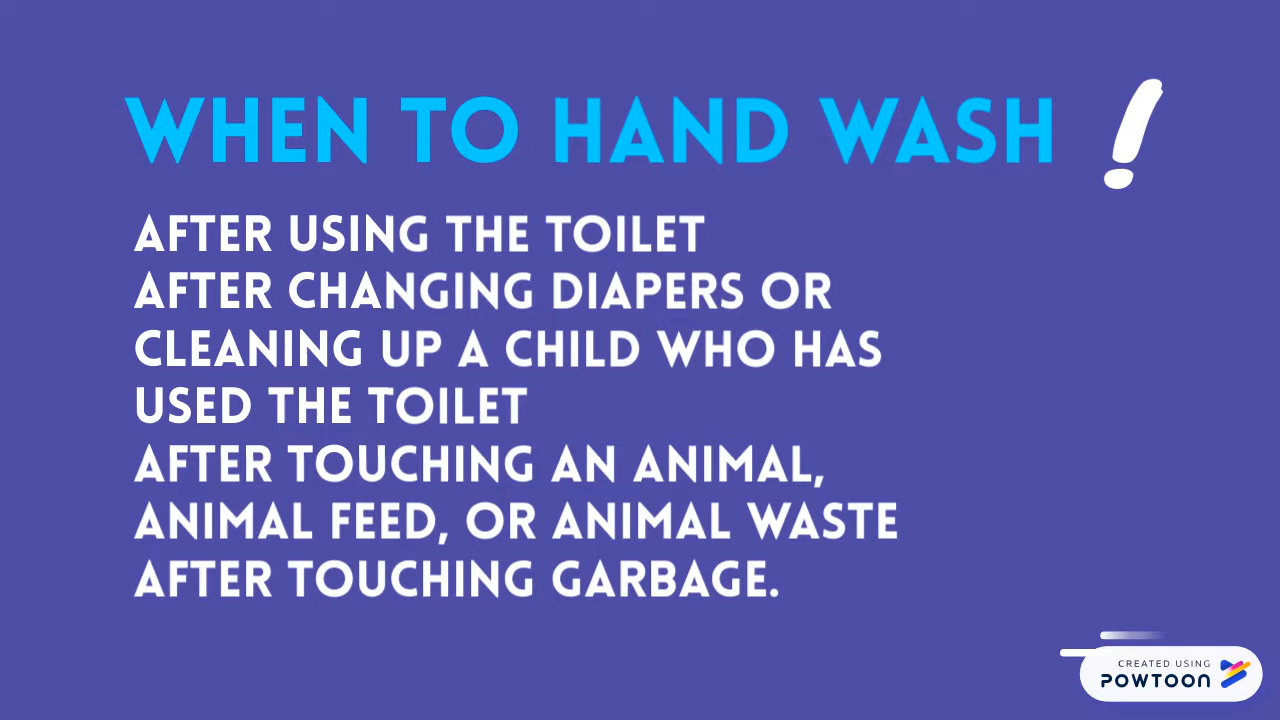 WHEN TO HAND WASH !
AFTER USING THE TOILET
AFTER CHANGING DIAPERS OR
CLEANING UP A CHILD WHO HAS
USED THE TOILET
AFTER TOUCHING AN ANIMAL,
ANIMAL FEED, OR ANIMAL WASTE
AFTER TOUCHING GARBAGE.
CREATED USING
POWTOON